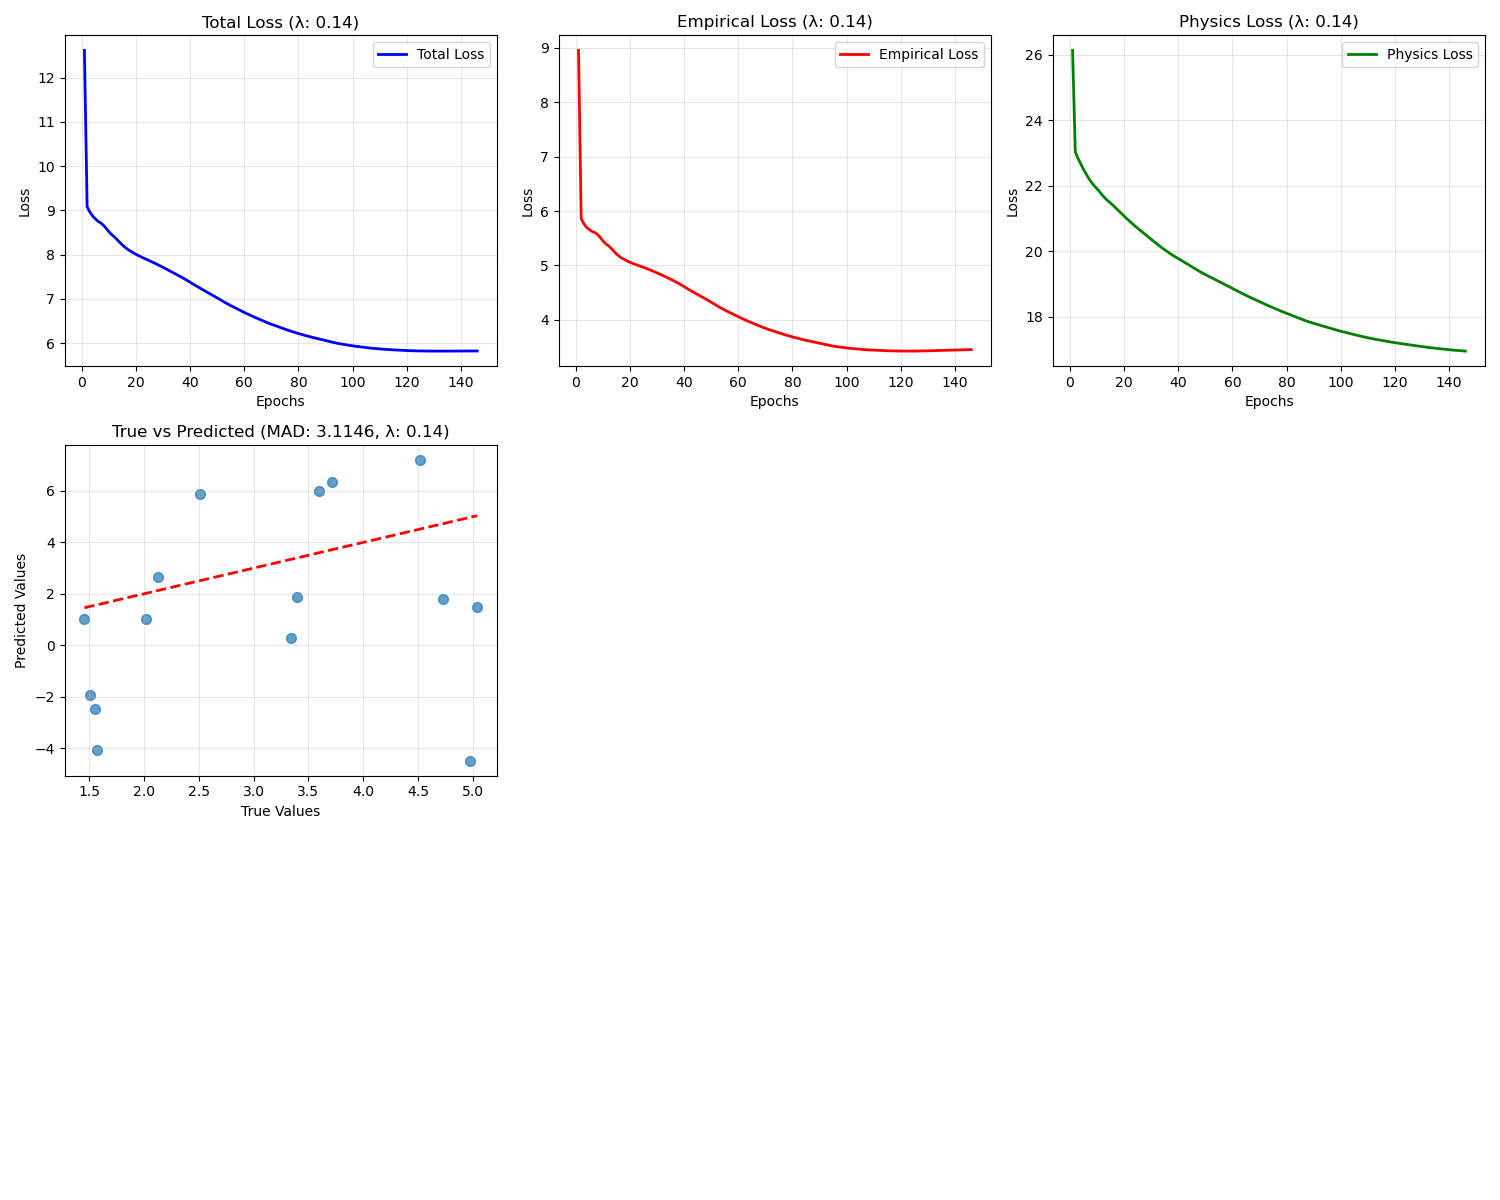 Total Loss (λ: 0.14)
Total Loss
Loss
12
11
10
9
8
7
6
0 20 40 60 80 100 120 140
Epochs
Empirical Loss (λ: 0.14)
Empirical Loss
Loss
9
8
7
6
5
4
0 20 40 60 80 100 120 140
Epochs
Physics Loss (λ: 0.14)
Physics Loss
Loss
26
24
22
20
18
0 20 40 60 80 100 120 140
Epochs
True vs Predicted (MAD: 3.1146, λ: 0.14)
Predicted Values
6
4
2
0
−2
−4
1.5 2.0 2.5 3.0 3.5 4.0 4.5 5.0
True Values